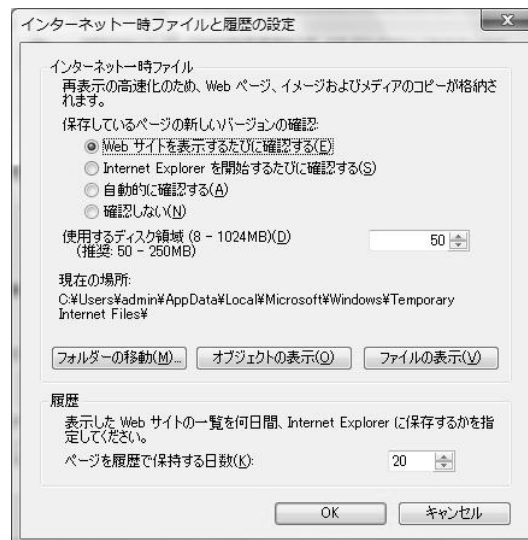 インターネット一時ファイルと履歴の設定
インターネット一時ファイル
再表示の高速化のため、Web ページ、イメージおよびメディアのコピーが格納さ
れます。
保存しているページの新しいバージョンの確認:
Web サイトを表示するたびに確認する(E)
Internet Explorer を開始するたびに確認する(S)
自動的に確認する(A)
確認しない(N)
使用するディスク領域 (8 - 1024MB)(D)
(推奨: 50 - 250MB)
50
現在の場所:
C:¥Users¥admin¥AppData¥Local¥Microsoft¥Windows¥Temporary
Internet Files¥
フォルダーの移動(M)...
オブジェクトの表示(O)
ファイルの表示(V)
履歴
表示した Web サイトの一覧を何日間、Internet Explorer に保存するかを指
定してください。
ページを履歴で保持する日数(K):
20
OK
キャンセル